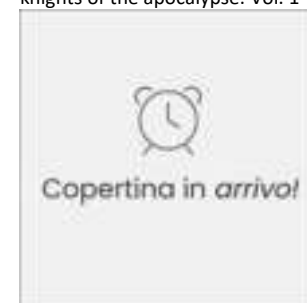 knights of the apocalypse. Vol. 1
Copertina in arrivo!